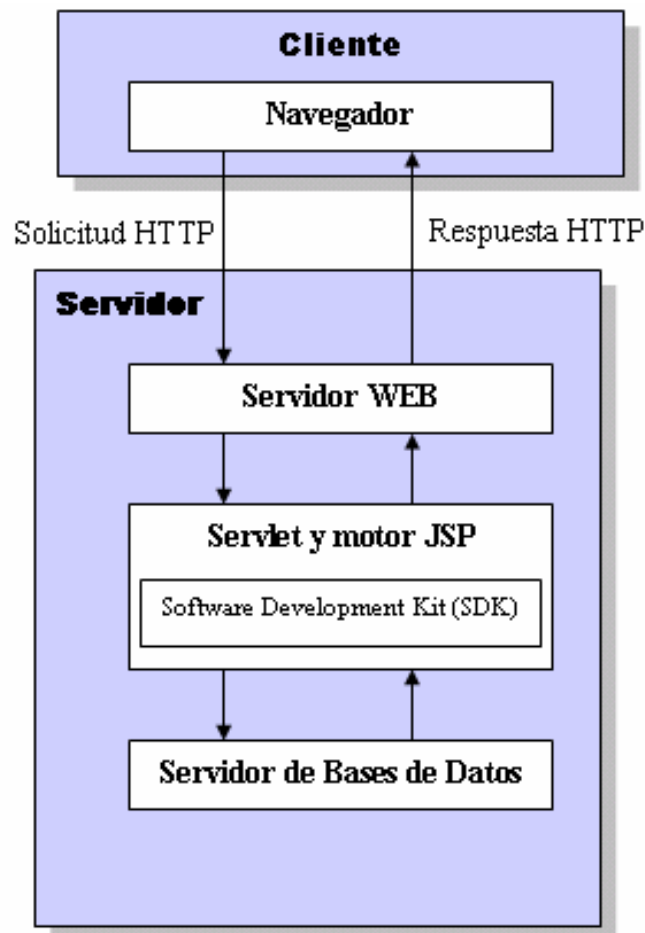 Cliente
Navegador
Solicitud HTTP
Respuesta HTTP
Servidor
Servidor WEB
Servlet y motor JSP
Software Development Kit (SDK)
Servidor de Bases de Datos